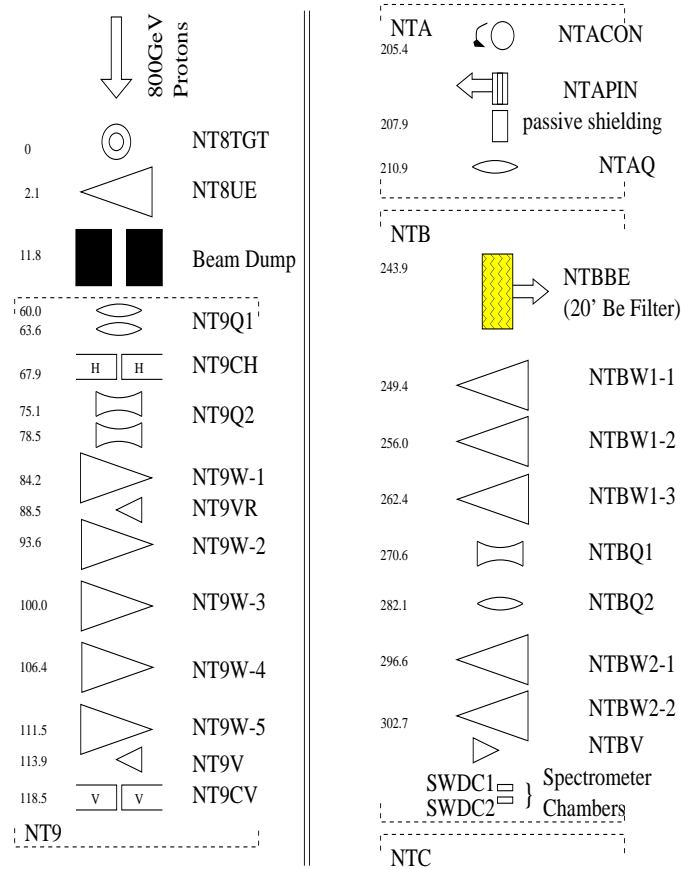 800GeV
Protons
0 NT8TGT
2.1 NT8UE
11.8 Beam Dump
60.0
63.6 NT9Q1
67.9 H H NT9CH
75.1
78.5 NT9Q2
84.2 NT9W-1
88.5 NT9VR
93.6 NT9W-2
100.0 NT9W-3
106.4 NT9W-4
111.5 NT9W-5
113.9 NT9V
118.5 V V NT9CV
NT9
NTA
205.4 NTACON
NTAPIN
207.9 passive shielding
210.9 NTAQ
NTB
243.9 NTBBE
(20' Be Filter)
249.4 NTBW1-1
256.0 NTBW1-2
262.4 NTBW1-3
270.6 NTBQ1
282.1 NTBQ2
296.6 NTBW2-1
302.7 NTBW2-2
NTBV
SWDC1 } Spectrometer
SWDC2 Chambers
NTC